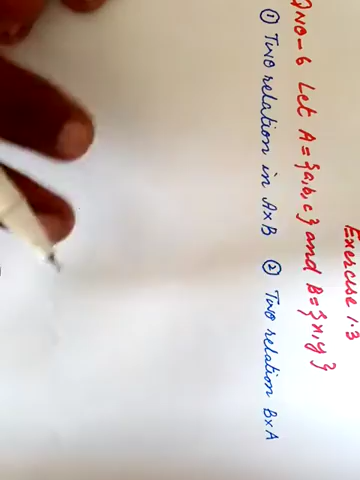 Exercise 1.3
QNO-6 Let A={a,b,c} and B={x,y}
① Two relation in A×B ② Two relation B×A